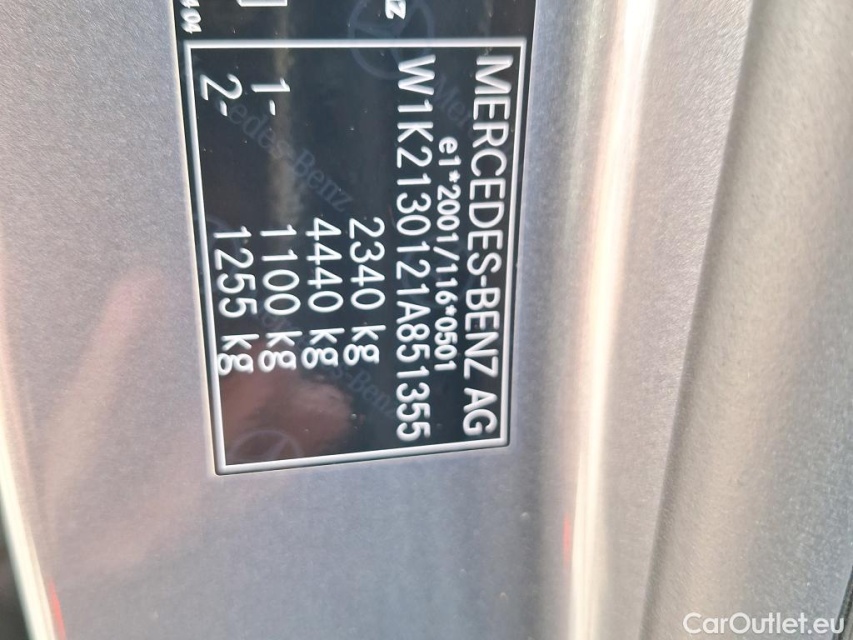 MERCEDES-BENZ AG
e1*2001/116*0501
W1K2130121A851355
2340 kg
4440 kg
1- 1100 kg
2- 1255 kg
CarOutlet.eu